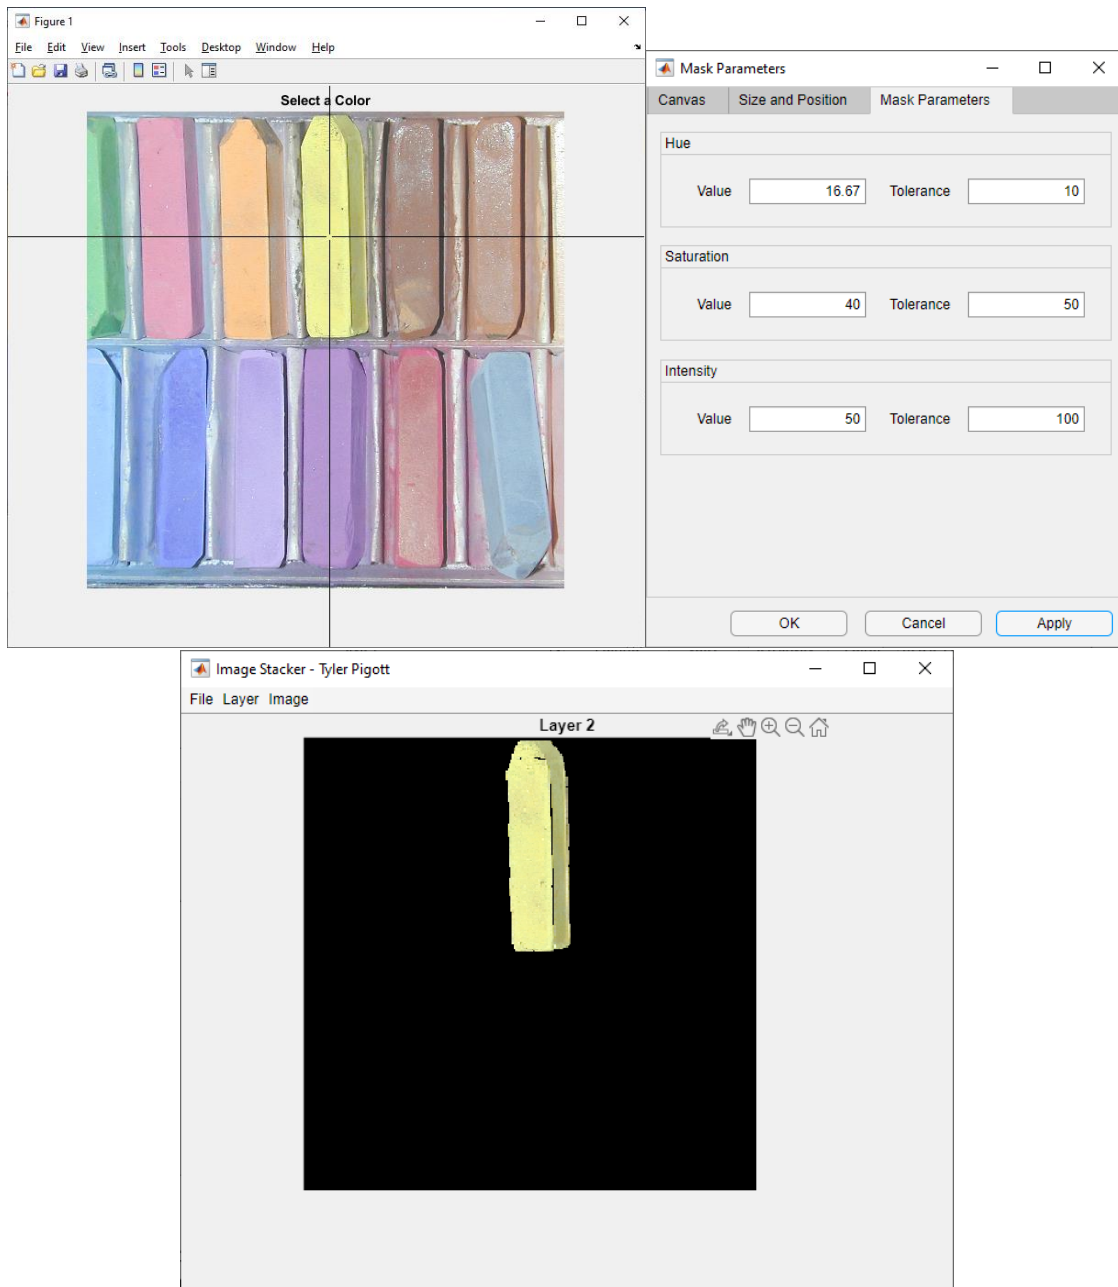 Figure 1
File Edit View Insert Tools Desktop Window Help
Select a Color
Mask Parameters
Canvas Size and Position Mask Parameters
Hue
Value 16.67 Tolerance 10
Saturation
Value 40 Tolerance 50
Intensity
Value 50 Tolerance 100
OK Cancel Apply
Image Stacker - Tyler Pigott
File Layer Image
Layer 2